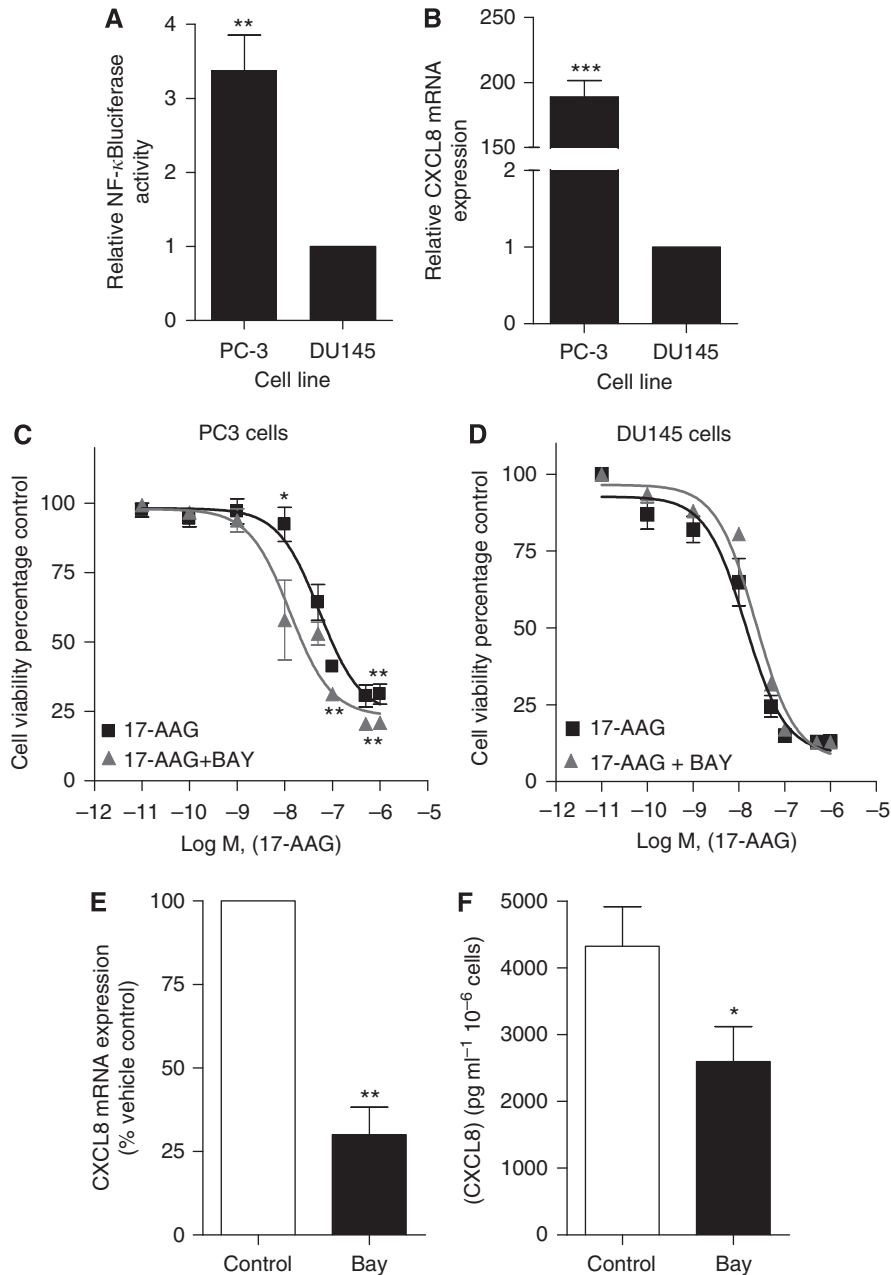 A
Relative NF-κBluciferase
activity
4
3
2
1
0
**
PC-3
DU145
Cell line
B
Relative CXCL8 mRNA
expression
250
200
150
2
1
0
***
PC-3
DU145
Cell line
C
PC3 cells
Cell viability percentage control
100
75
50
25
0
*
**
**
**
17-AAG
17-AAG+BAY
–12 –11 –10 –9 –8 –7 –6 –5
Log M, (17-AAG)
D
DU145 cells
Cell viability percentage control
100
75
50
25
0
17-AAG
17-AAG + BAY
–12 –11 –10 –9 –8 –7 –6 –5
Log M, (17-AAG)
E
CXCL8 mRNA expression
(% vehicle control)
100
75
50
25
0
**
Control
Bay
F
(CXCL8) (pg ml⁻¹ 10⁻⁶ cells)
5000
4000
3000
2000
1000
0
*
Control
Bay